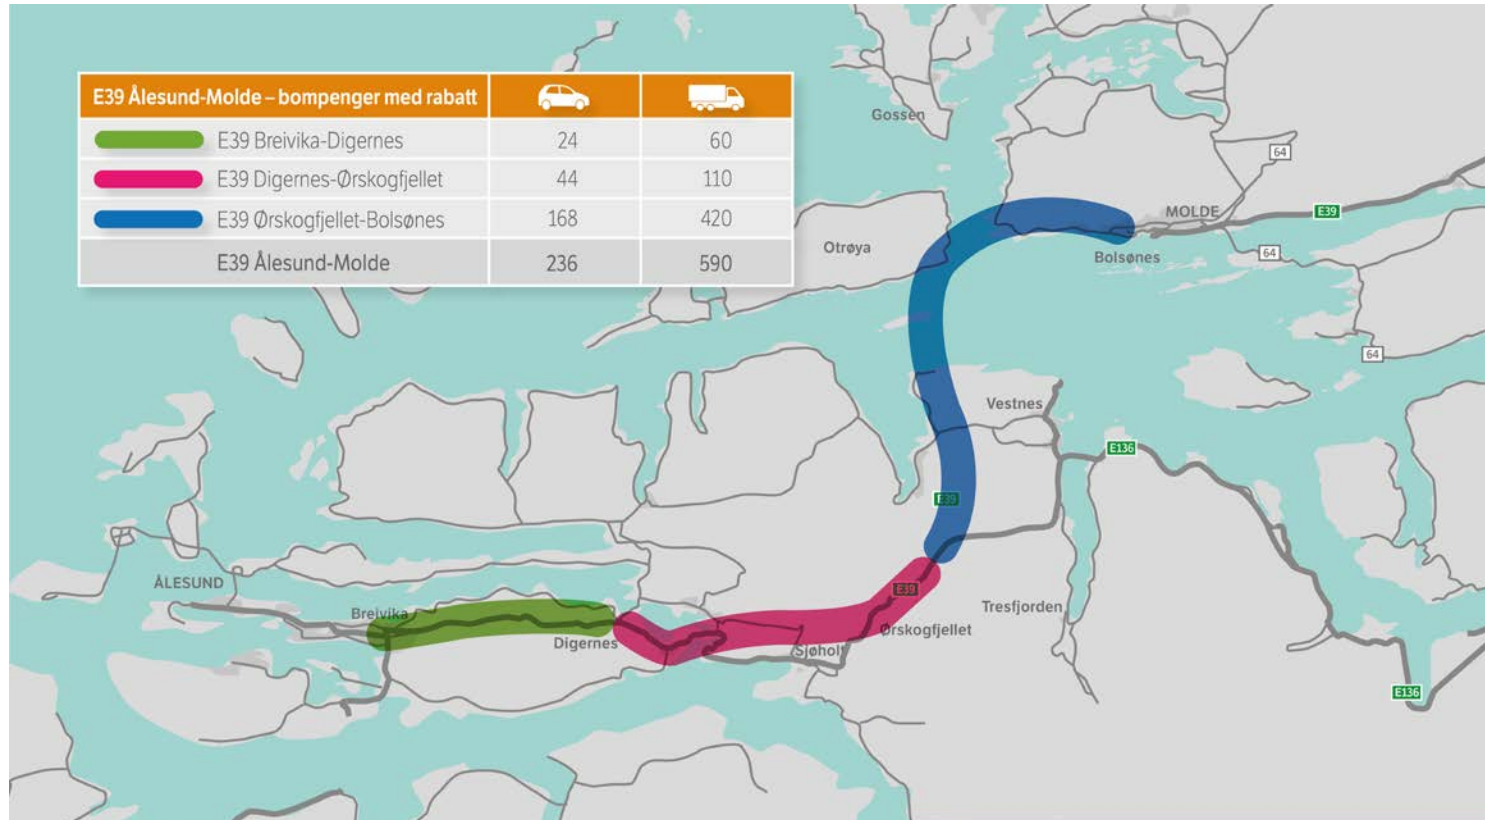 E39 Ålesund-Molde – bompenger med rabatt
E39 Breivika-Digernes 24 60
E39 Digernes-Ørskogfjellet 44 110
E39 Ørskogfjellet-Bolsønes 168 420
E39 Ålesund-Molde 236 590
Gossen
64
MOLDE
E39
Otrøya
Bolsønes
64
64
Vestnes
E136
E39
ÅLESUND
E39
Breivika
Tresfjorden
Ørskogfjellet
Digernes
Sjøholt
E136